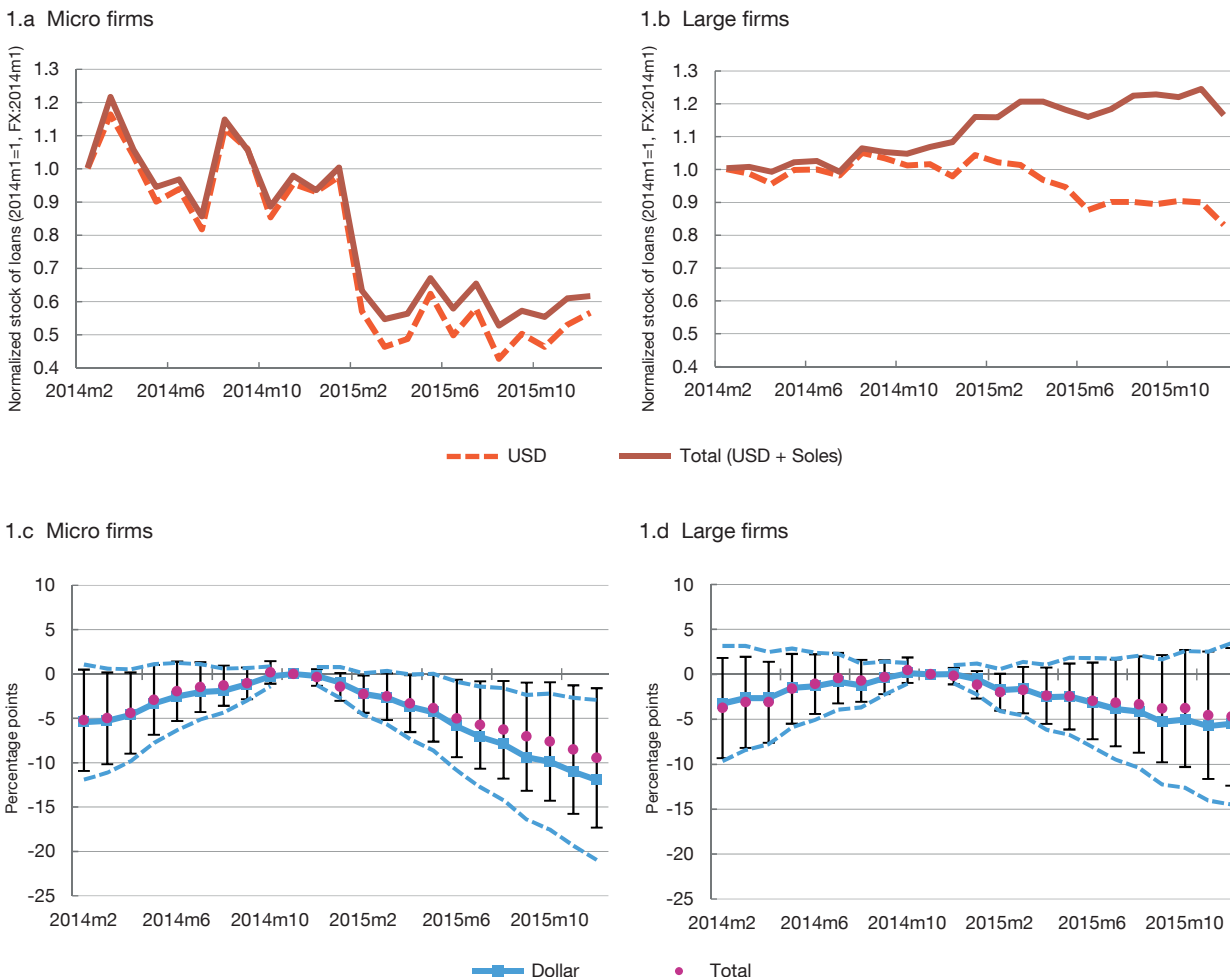 1.a Micro firms
1.b Large firms
Normalized stock of loans (2014m1=1, FX:2014m1)
1.3
1.2
1.1
1.0
0.9
0.8
0.7
0.6
0.5
0.4
2014m2 2014m6 2014m10 2015m2 2015m6 2015m10
Normalized stock of loans (2014m1=1, FX:2014m1)
1.3
1.2
1.1
1.0
0.9
0.8
0.7
0.6
0.5
0.4
2014m2 2014m6 2014m10 2015m2 2015m6 2015m10
USD Total (USD + Soles)
1.c Micro firms
1.d Large firms
Percentage points
10
5
0
-5
-10
-15
-20
-25
2014m2 2014m6 2014m10 2015m2 2015m6 2015m10
Percentage points
10
5
0
-5
-10
-15
-20
-25
2014m2 2014m6 2014m10 2015m2 2015m6 2015m10
Dollar Total